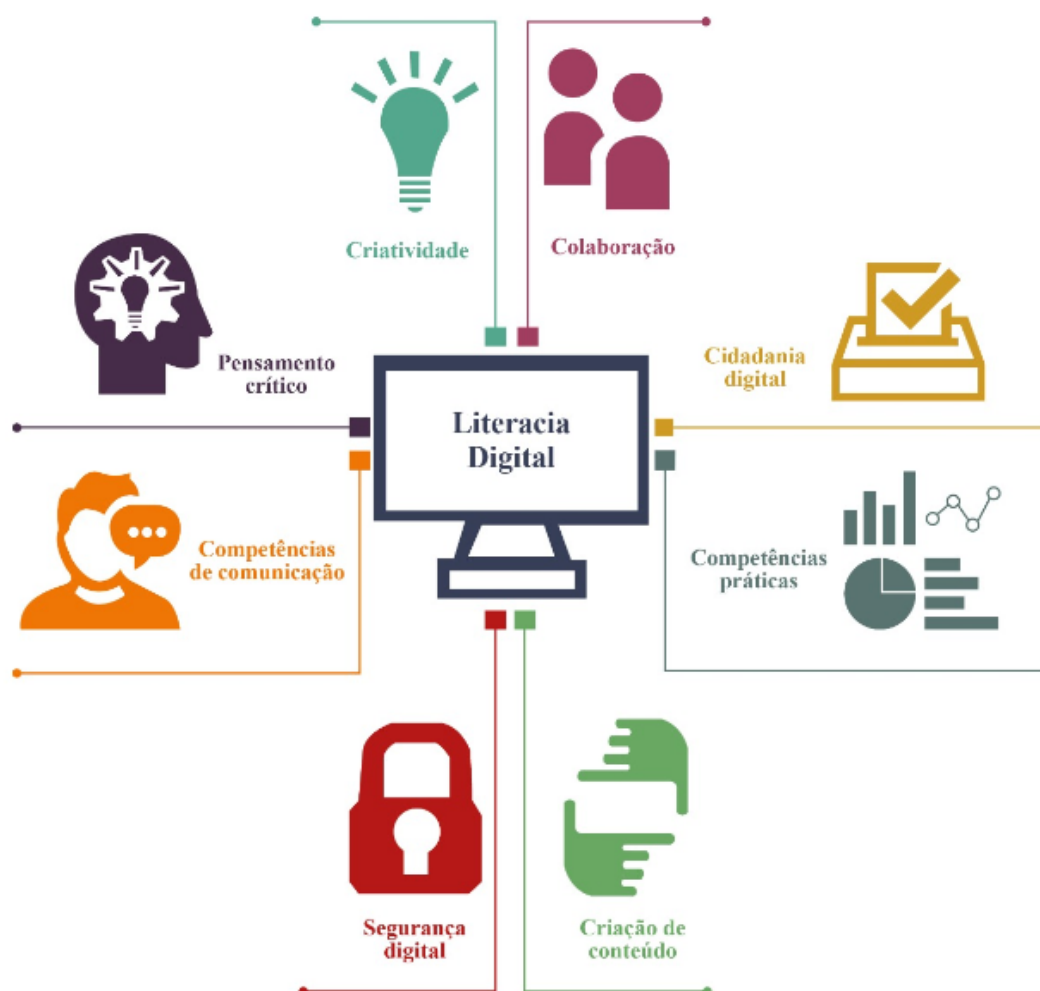 Criatividade
Colaboração
Pensamento
crítico
Cidadania
digital
Literacia
Digital
Competências
de comunicação
Competências
práticas
Segurança
digital
Criação de
conteúdo